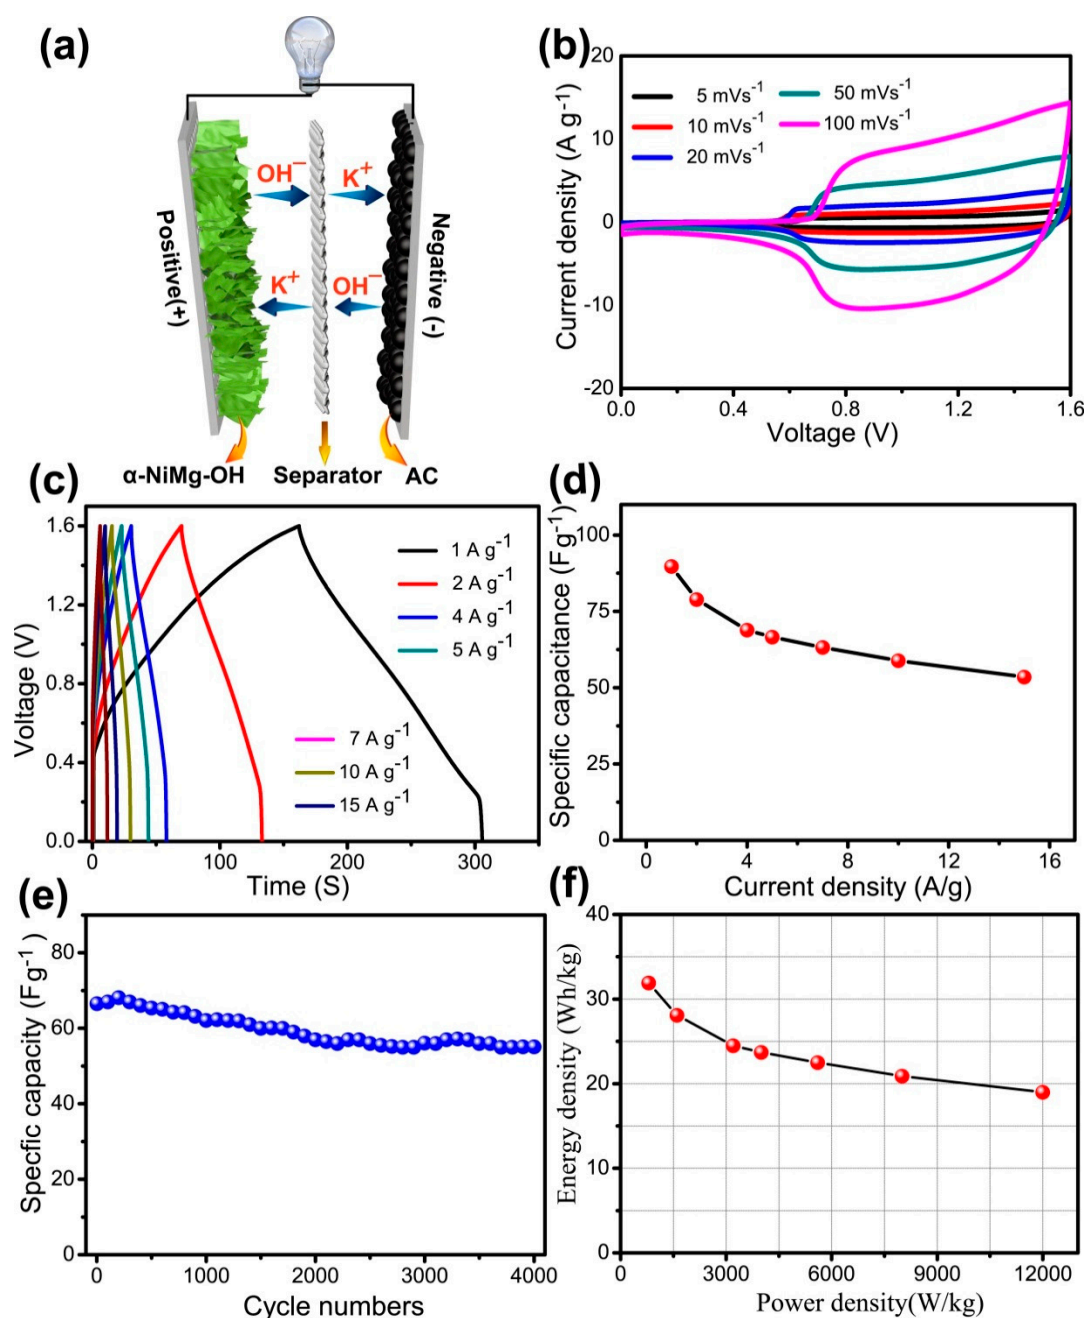 (a)
OH⁻
K⁺
K⁺
OH⁻
Positive(+)
Negative (-)
α-NiMg-OH
Separator
AC
(b)
Current density (A g⁻¹)
20
10
0
-10
-20
5 mVs⁻¹
10 mVs⁻¹
20 mVs⁻¹
50 mVs⁻¹
100 mVs⁻¹
0.0 0.4 0.8 1.2 1.6
Voltage (V)
(c)
Voltage (V)
1.6
1.2
0.8
0.4
0.0
1 A g⁻¹
2 A g⁻¹
4 A g⁻¹
5 A g⁻¹
7 A g⁻¹
10 A g⁻¹
15 A g⁻¹
0 100 200 300
Time (S)
(d)
Specific capacitance (Fg⁻¹)
100
75
50
25
0
0 4 8 12 16
Current density (A/g)
(e)
Specfic capacity (Fg⁻¹)
80
60
40
20
0
0 1000 2000 3000 4000
Cycle numbers
(f)
Energy density (Wh/kg)
40
30
20
10
0
0 3000 6000 9000 12000
Power density(W/kg)